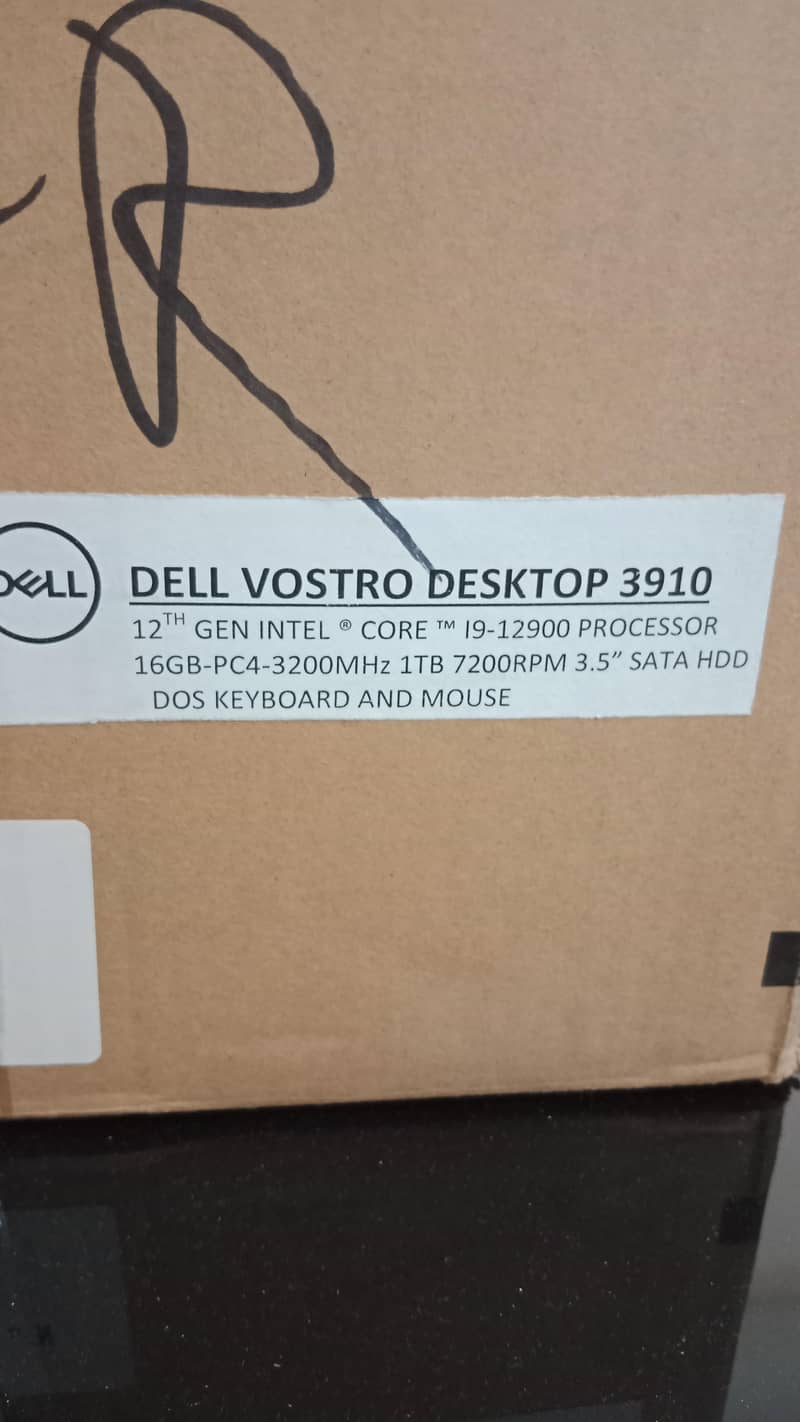 R
DELL
DELL VOSTRO DESKTOP 3910
12TH GEN INTEL ® CORE ™ I9-12900 PROCESSOR
16GB-PC4-3200MHz 1TB 7200RPM 3.5” SATA HDD
DOS KEYBOARD AND MOUSE